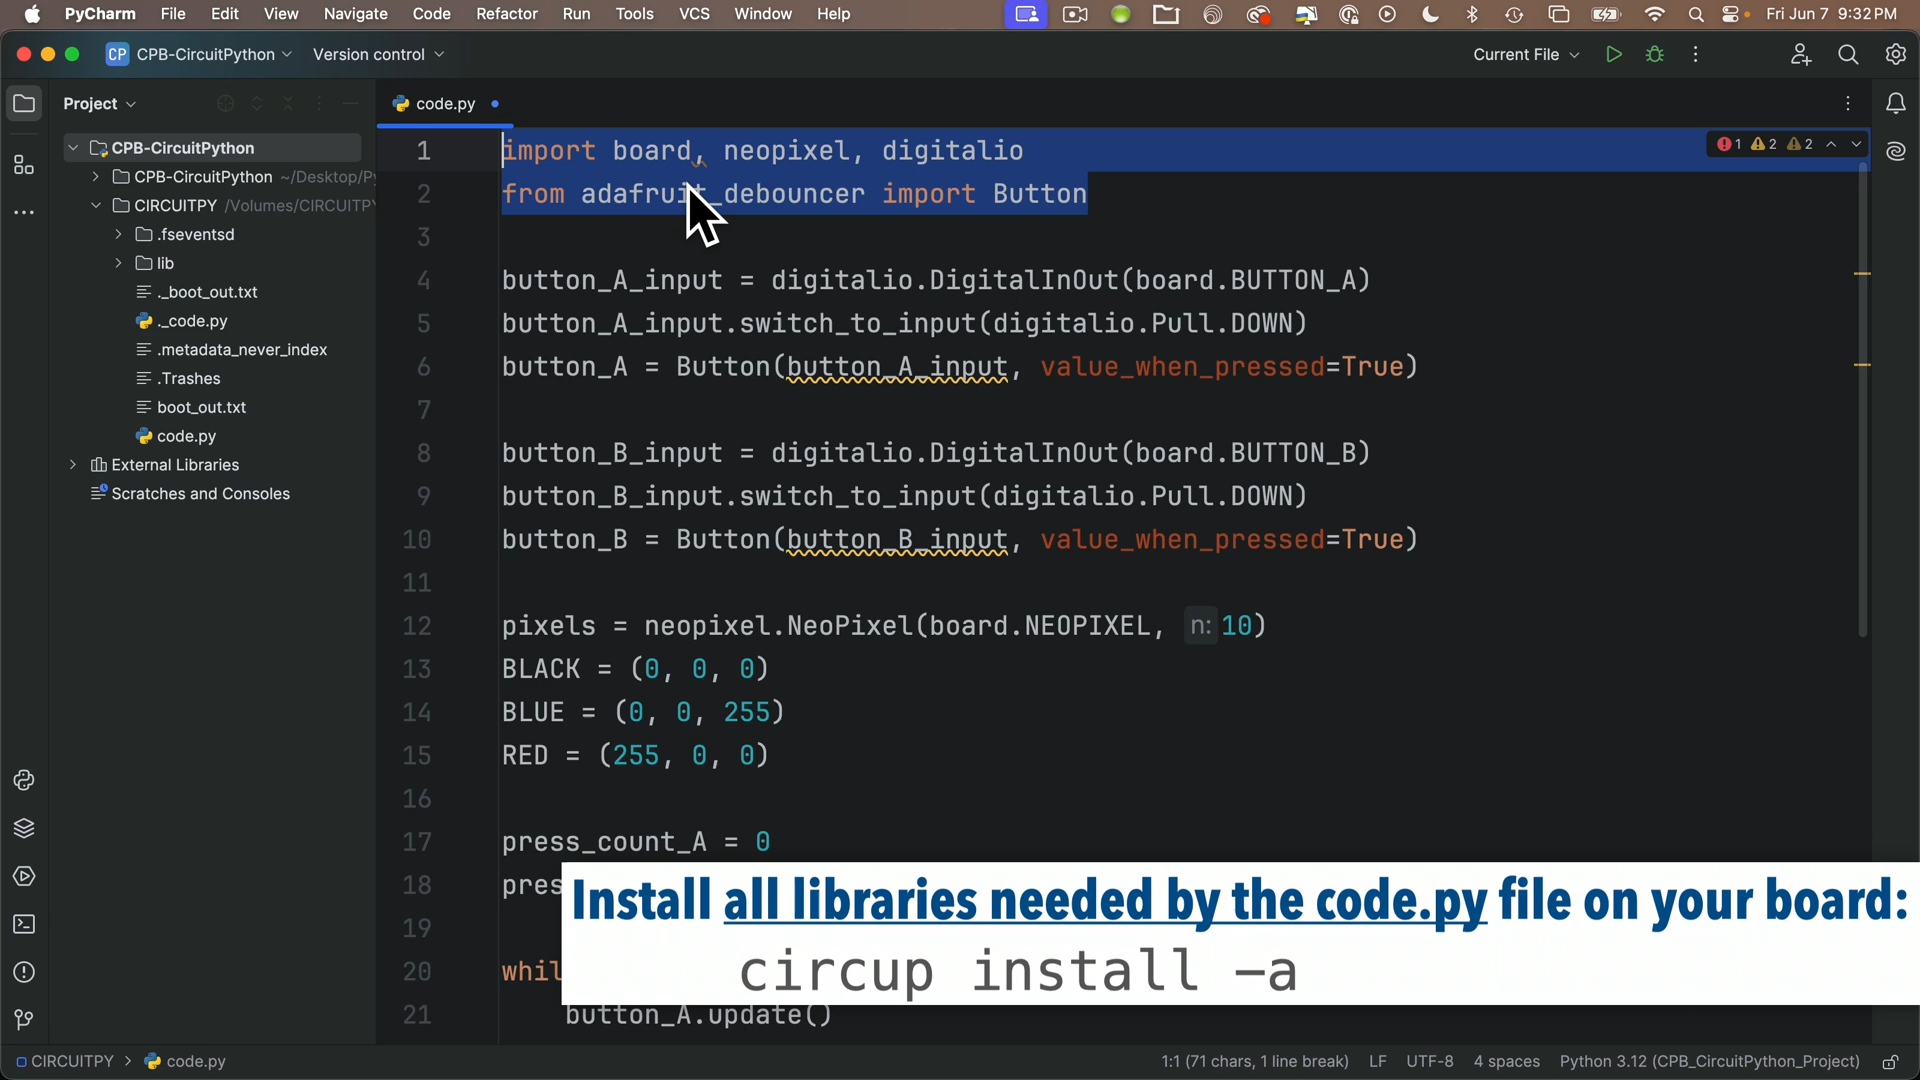 PyCharm File Edit View Navigate Code Refactor Run Tools VCS Window Help Fri Jun 7 9:32 PM
CP CPB-CircuitPython Version control Current File
Project
code.py
CPB-CircuitPython
CPB-CircuitPython ~/Desktop/Py
CIRCUITPY /Volumes/CIRCUITPY
.fseventsd
lib
._boot_out.txt
._code.py
.metadata_never_index
.Trashes
boot_out.txt
code.py
External Libraries
Scratches and Consoles
1 2 2
1 import board, neopixel, digitalio
2 from adafruit_debouncer import Button
3
4 button_A_input = digitalio.DigitalInOut(board.BUTTON_A)
5 button_A_input.switch_to_input(digitalio.Pull.DOWN)
6 button_A = Button(button_A_input, value_when_pressed=True)
7
8 button_B_input = digitalio.DigitalInOut(board.BUTTON_B)
9 button_B_input.switch_to_input(digitalio.Pull.DOWN)
10 button_B = Button(button_B_input, value_when_pressed=True)
11
12 pixels = neopixel.NeoPixel(board.NEOPIXEL, n: 10)
13 BLACK = (0, 0, 0)
14 BLUE = (0, 0, 255)
15 RED = (255, 0, 0)
16
17 press_count_A = 0
18 pres
19
20 whil
21 button_A.update()
Install all libraries needed by the code.py file on your board:
circup install -a
CIRCUITPY > code.py 1:1 (71 chars, 1 line break) LF UTF-8 4 spaces Python 3.12 (CPB_CircuitPython_Project)